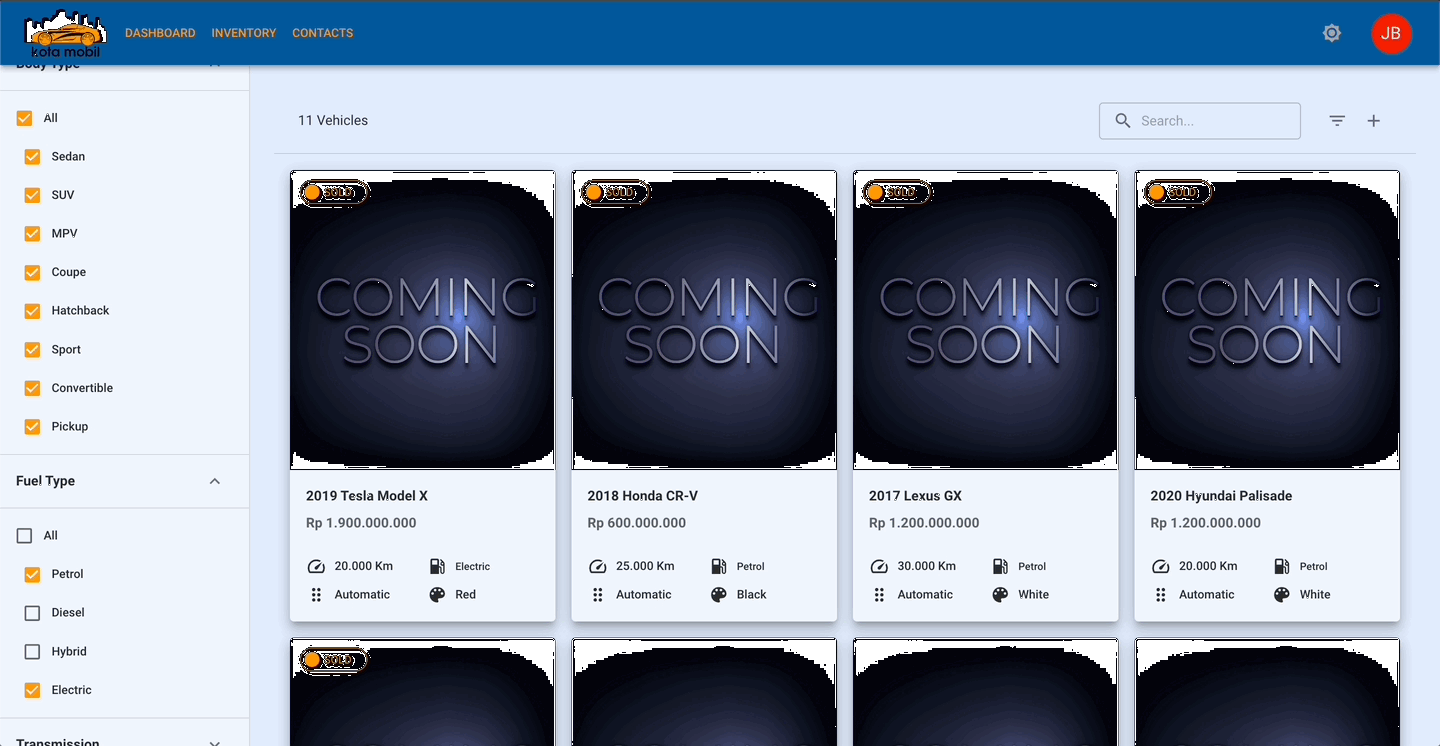 kota mobil
DASHBOARD INVENTORY CONTACTS
JB
Body Type
All
Sedan
SUV
MPV
Coupe
Hatchback
Sport
Convertible
Pickup
Fuel Type
All
Petrol
Diesel
Hybrid
Electric
Transmission
11 Vehicles
Search...
SOLD
COMING
SOON
2019 Tesla Model X
Rp 1.900.000.000
20.000 Km Electric
Automatic Red
SOLD
COMING
SOON
2018 Honda CR-V
Rp 600.000.000
25.000 Km Petrol
Automatic Black
SOLD
COMING
SOON
2017 Lexus GX
Rp 1.200.000.000
30.000 Km Petrol
Automatic White
SOLD
COMING
SOON
2020 Hyundai Palisade
Rp 1.200.000.000
20.000 Km Petrol
Automatic White
SOLD